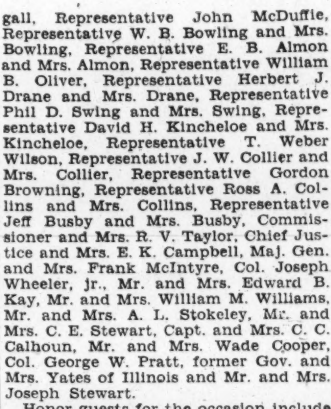 gall, Representative John McDuffie,
Representative W. B. Bowling and Mrs.
Bowling, Representative E. B. Almon
and Mrs. Almon, Representative William
B. Oliver, Representative Herbert J.
Drane and Mrs. Drane, Representative
Phil D. Swing and Mrs. Swing, Repre-
sentative David H. Kincheloe and Mrs.
Kincheloe, Representative T. Weber
Wilson, Representative J. W. Collier and
Mrs. Collier, Representative Gordon
Browning, Representative Ross A. Col-
lins and Mrs. Collins, Representative
Jeff Busby and Mrs. Busby, Commis-
sioner and Mrs. R. V. Taylor, Chief Jus-
tice and Mrs. E. K. Campbell, Maj. Gen.
and Mrs. Frank McIntyre, Col. Joseph
Wheeler, jr., Mr. and Mrs. Edward B.
Kay, Mr. and Mrs. William M. Williams,
Mr. and Mrs. A. L. Stokeley, Mr. and
Mrs. C. E. Stewart, Capt. and Mrs. C. C.
Calhoun, Mr. and Mrs. Wade Cooper,
Col. George W. Pratt, former Gov. and
Mrs. Yates of Illinois and Mr. and Mrs.
Joseph Stewart.
Honor guests for the occasion include